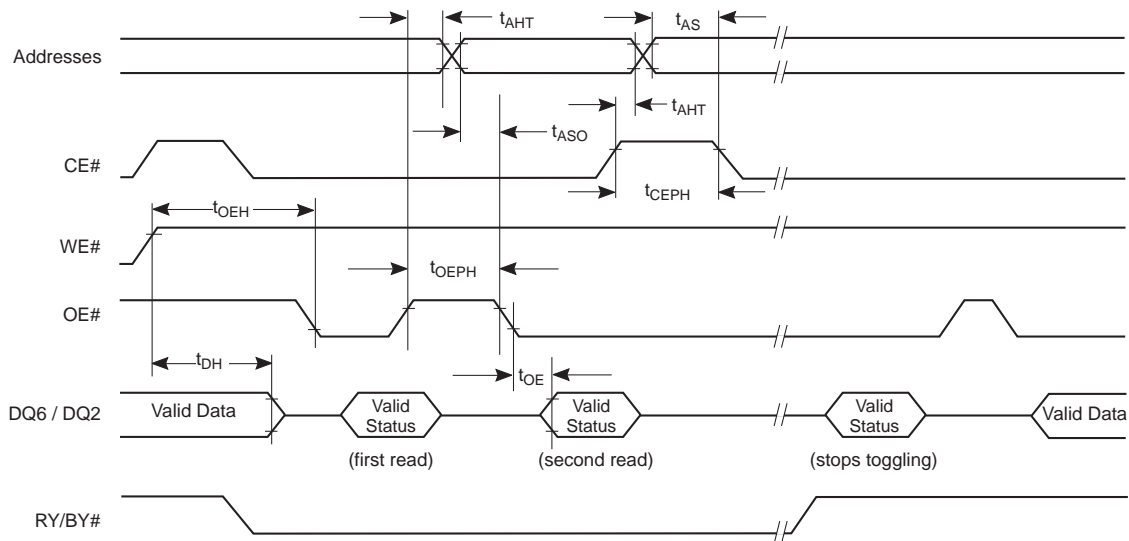 tAHT
tAS
Addresses
tAHT
tASO
CE#
tCEPH
tOEH
WE#
tOEPH
OE#
tDH
tOE
DQ6 / DQ2
Valid Data
Valid
Status
Valid
Status
Valid
Status
Valid Data
(first read)
(second read)
(stops toggling)
RY/BY#